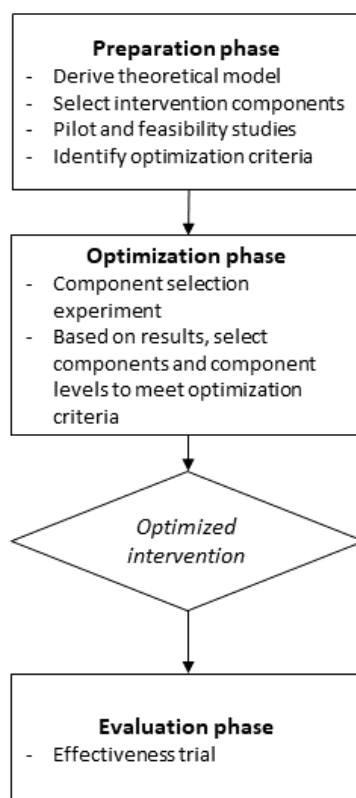 Preparation phase
- Derive theoretical model
- Select intervention components
- Pilot and feasibility studies
- Identify optimization criteria
Optimization phase
- Component selection
experiment
- Based on results, select
components and component
levels to meet optimization
criteria
Optimized
intervention
Evaluation phase
- Effectiveness trial